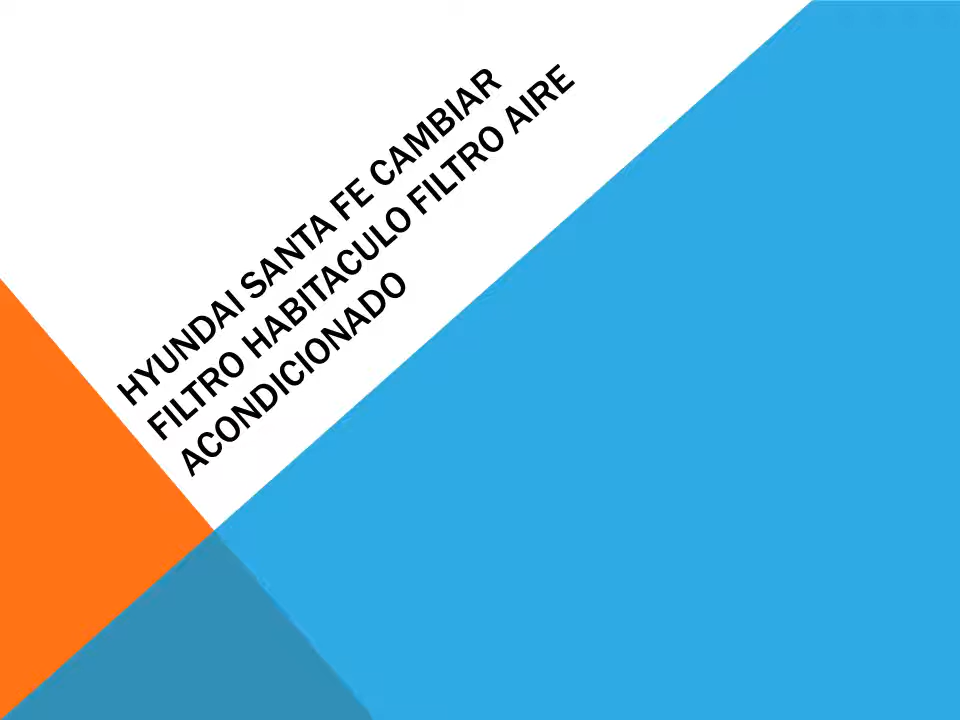 HYUNDAI SANTA FE CAMBIAR
FILTRO HABITACULO FILTRO AIRE
ACONDICIONADO